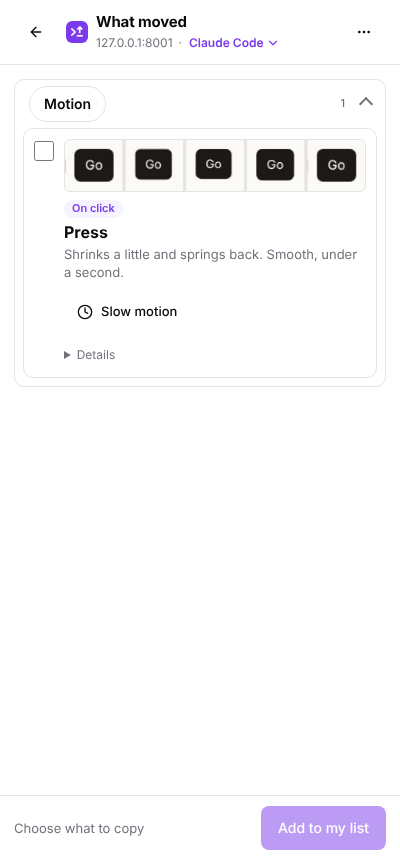 What moved
127.0.0.1:8001 · Claude Code
Motion
1
Go Go Go Go Go
On click
Press
Shrinks a little and springs back. Smooth, under
a second.
Slow motion
Details
Choose what to copy
Add to my list